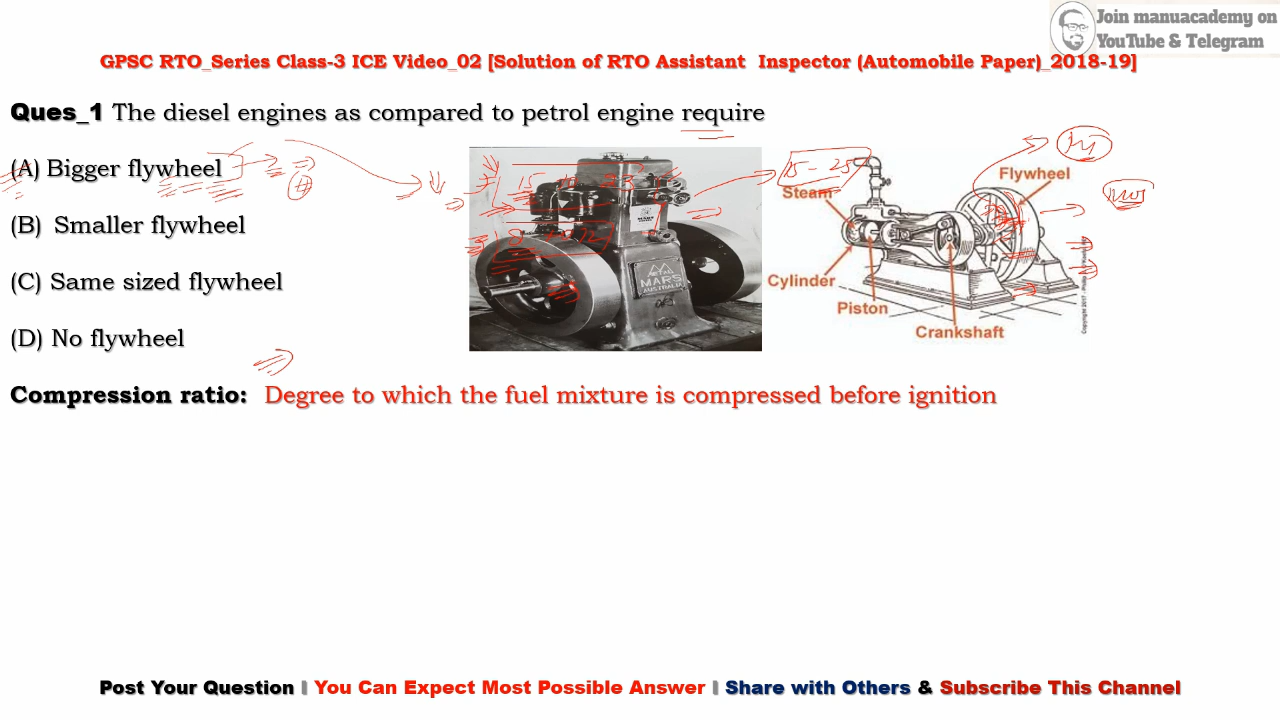 Join manuacademy on
YouTube & Telegram
GPSC RTO_Series Class-3 ICE Video_02 [Solution of RTO Assistant Inspector (Automobile Paper)_2018-19]
Ques_1 The diesel engines as compared to petrol engine require
(A) Bigger flywheel
(B) Smaller flywheel
(C) Same sized flywheel
(D) No flywheel
15 - 25
Steam
Flywheel
Cylinder
Piston
Crankshaft
MARS
AUSTRALIA
Compression ratio: Degree to which the fuel mixture is compressed before ignition
Post Your Question | You Can Expect Most Possible Answer | Share with Others & Subscribe This Channel